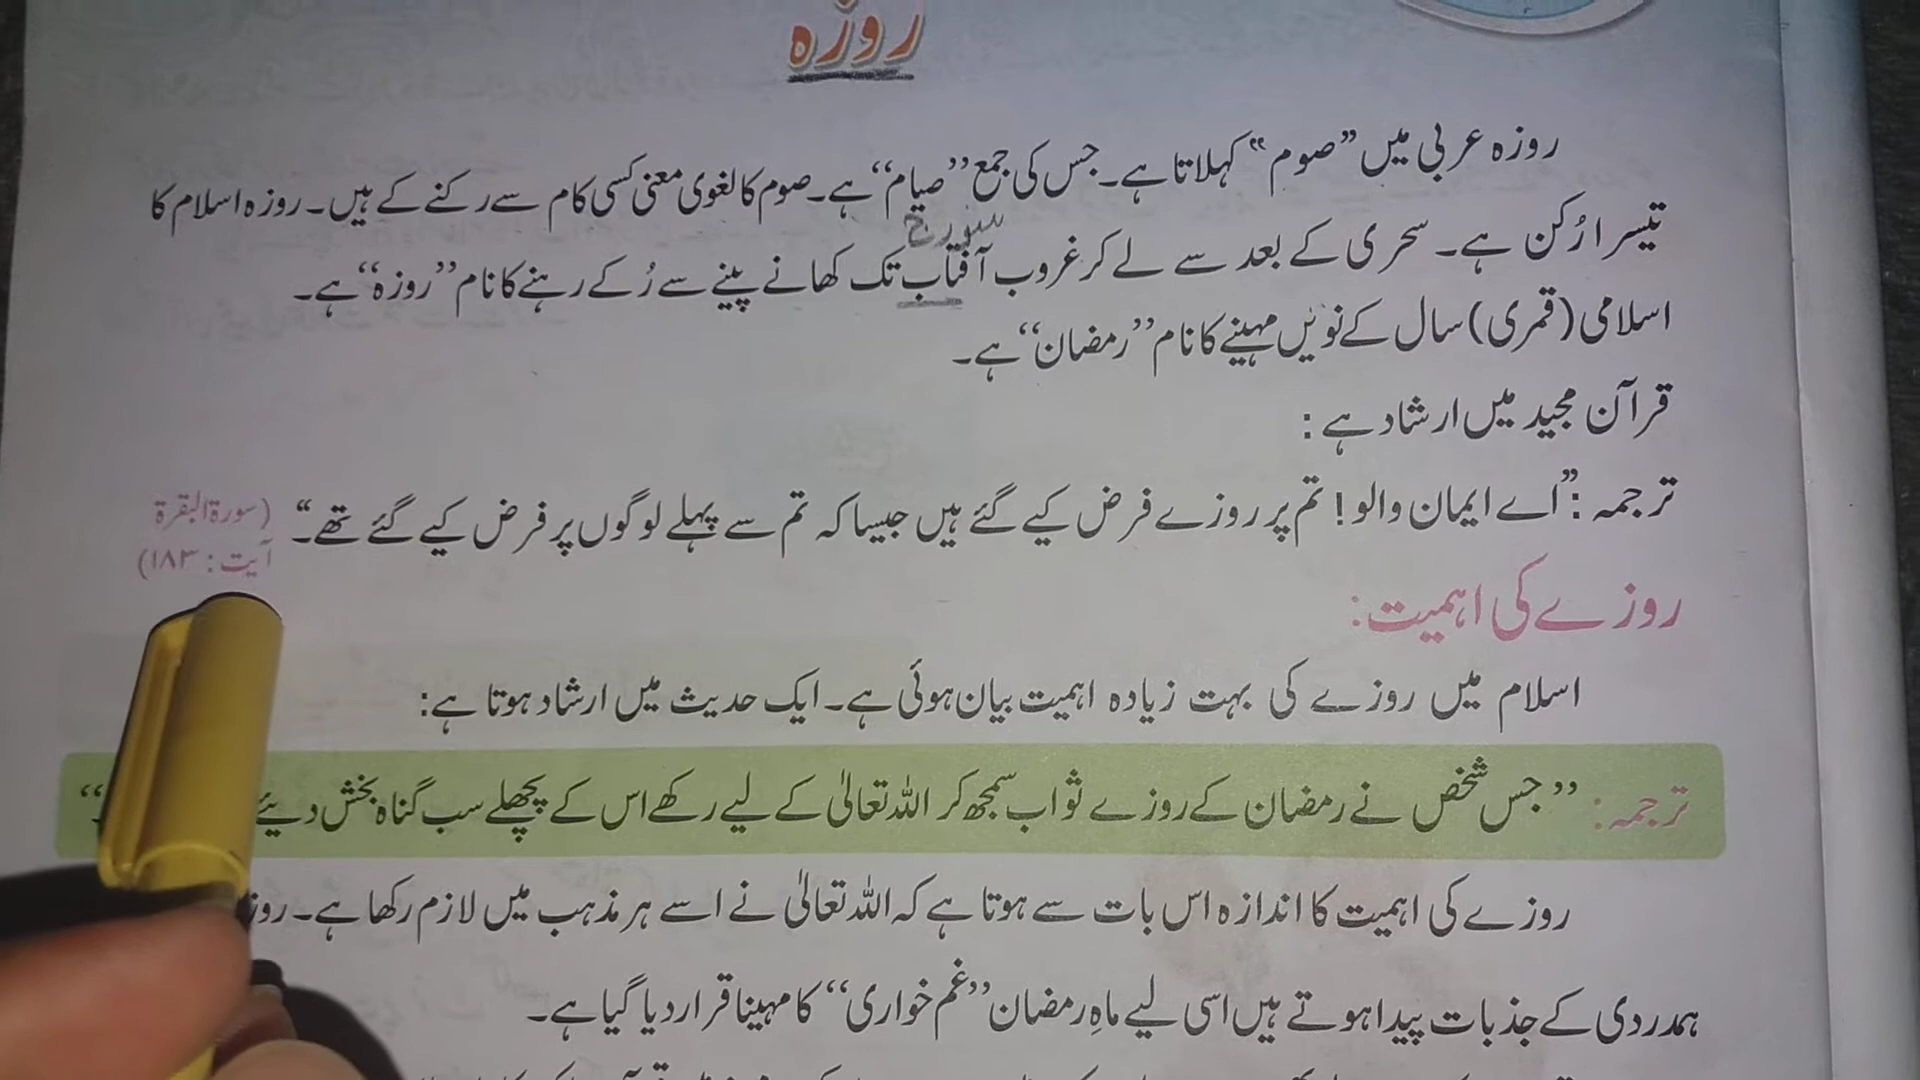 روزہ
روزہ عربی میں ”صوم“ کہلاتا ہے۔ جس کی جمع ”صیام“ ہے۔ صوم کا لغوی معنی کسی کام سے رکنے کے ہیں۔ روزہ اسلام کا
سورج
تیسرا رُکن ہے۔ سحری کے بعد سے لے کر غروب آفتاب تک کھانے پینے سے رُکے رہنے کا نام ”روزہ“ ہے۔
اسلامی (قمری) سال کے نویں مہینے کا نام ”رمضان“ ہے۔
قرآن مجید میں ارشاد ہے :
ترجمہ : ”اے ایمان والو! تم پر روزے فرض کیے گئے ہیں جیسا کہ تم سے پہلے لوگوں پر فرض کیے گئے تھے۔“ (سورۃ البقرۃ
آیت : ۱۸۳)
روزے کی اہمیت:
اسلام میں روزے کی بہت زیادہ اہمیت بیان ہوئی ہے۔ ایک حدیث میں ارشاد ہوتا ہے:
ترجمہ: ”جس شخص نے رمضان کے روزے ثواب سمجھ کر اللہ تعالیٰ کے لیے رکھے اس کے پچھلے سب گناہ بخش دیئے “
روزے کی اہمیت کا اندازہ اس بات سے ہوتا ہے کہ اللہ تعالیٰ نے اسے ہر مذہب میں لازم رکھا ہے۔
ہمدردی کے جذبات پیدا ہوتے ہیں اسی لیے ماہِ رمضان ”غم خواری“ کا مہینا قرار دیا گیا ہے۔